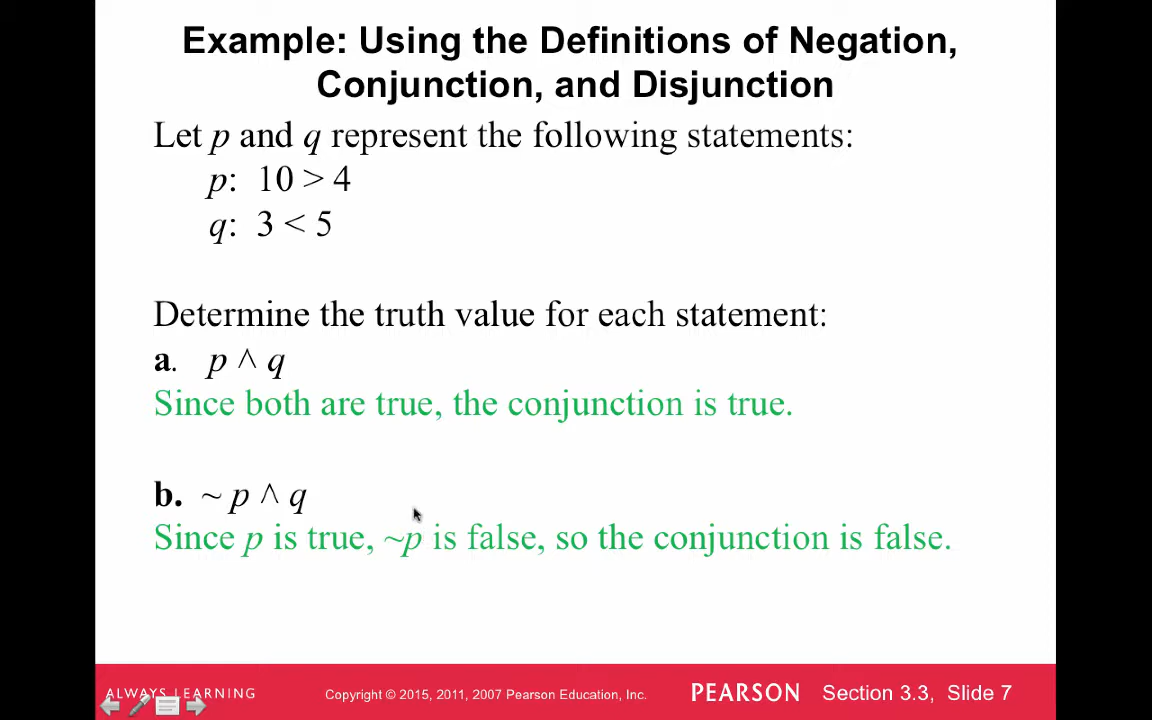 Example: Using the Definitions of Negation,
Conjunction, and Disjunction
Let p and q represent the following statements:
p: 10 > 4
q: 3 < 5
Determine the truth value for each statement:
a. p ^ q
Since both are true, the conjunction is true.
b. ~ p ^ q
Since p is true, ~p is false, so the conjunction is false.
ALWAYS LEARNING
Copyright © 2015, 2011, 2007 Pearson Education, Inc.
PEARSON
Section 3.3, Slide 7